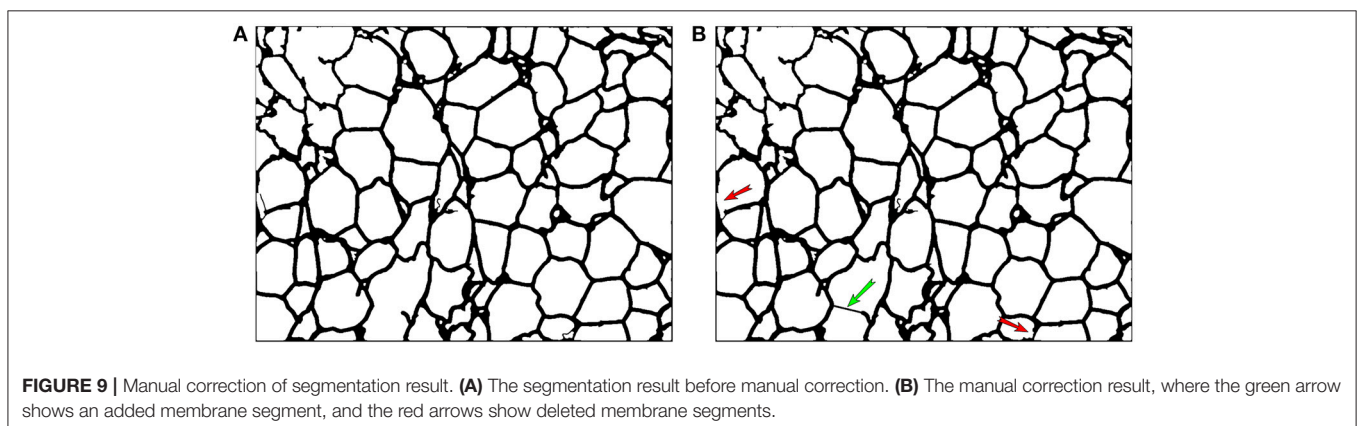 A
B
FIGURE 9 | Manual correction of segmentation result. (A) The segmentation result before manual correction. (B) The manual correction result, where the green arrow
shows an added membrane segment, and the red arrows show deleted membrane segments.